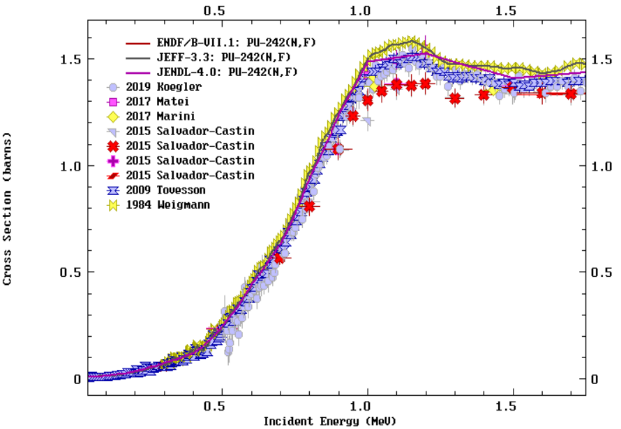 0.5 1.0 1.5
ENDF/B-VII.1: PU-242(N,F)
JEFF-3.3: PU-242(N,F)
JENDL-4.0: PU-242(N,F)
2019 Koegler
2017 Matei
2017 Marini
2015 Salvador-Castin
2015 Salvador-Castin
2015 Salvador-Castin
2015 Salvador-Castin
2009 Tovesson
1984 Weigmann
1.5 1.5
1.0 1.0
0.5 0.5
0 0
Cross Section (barns)
0.5 1.0 1.5
Incident Energy (MeV)